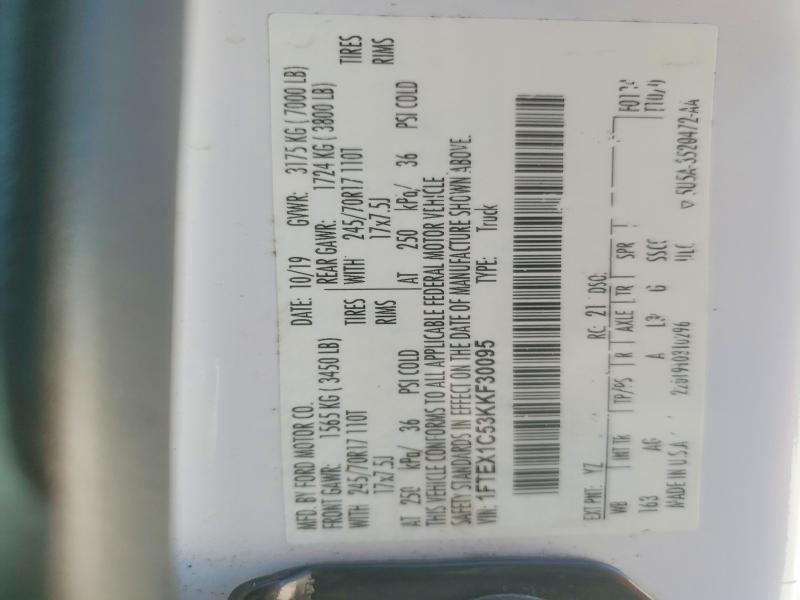 MFD. BY FORD MOTOR CO. DATE: 10/19 GVWR: 3175 KG ( 7000 LB)
FRONT GAWR: 1565 KG ( 3450 LB) REAR GAWR: 1724 KG ( 3800 LB)
WITH 245/70R17 110T TIRES WITH 245/70R17 110T TIRES
17x7.5J RIMS 17x7.5J RIMS
AT 250 kPa/ 36 PSI COLD AT 250 kPa/ 36 PSI COLD
THIS VEHICLE CONFORMS TO ALL APPLICABLE FEDERAL MOTOR VEHICLE
SAFETY STANDARDS IN EFFECT ON THE DATE OF MANUFACTURE SHOWN ABOVE.
VIN: 1FTEX1C53KKF30095 TYPE: Truck
EXT PNT: YZ RC: 21 DSO:
WB INT TR TP/PS R AXLE TR SPR
163 AG A L9 G SSCC
MADE IN U.S.A. ▽ 5U5A-3520472-AA